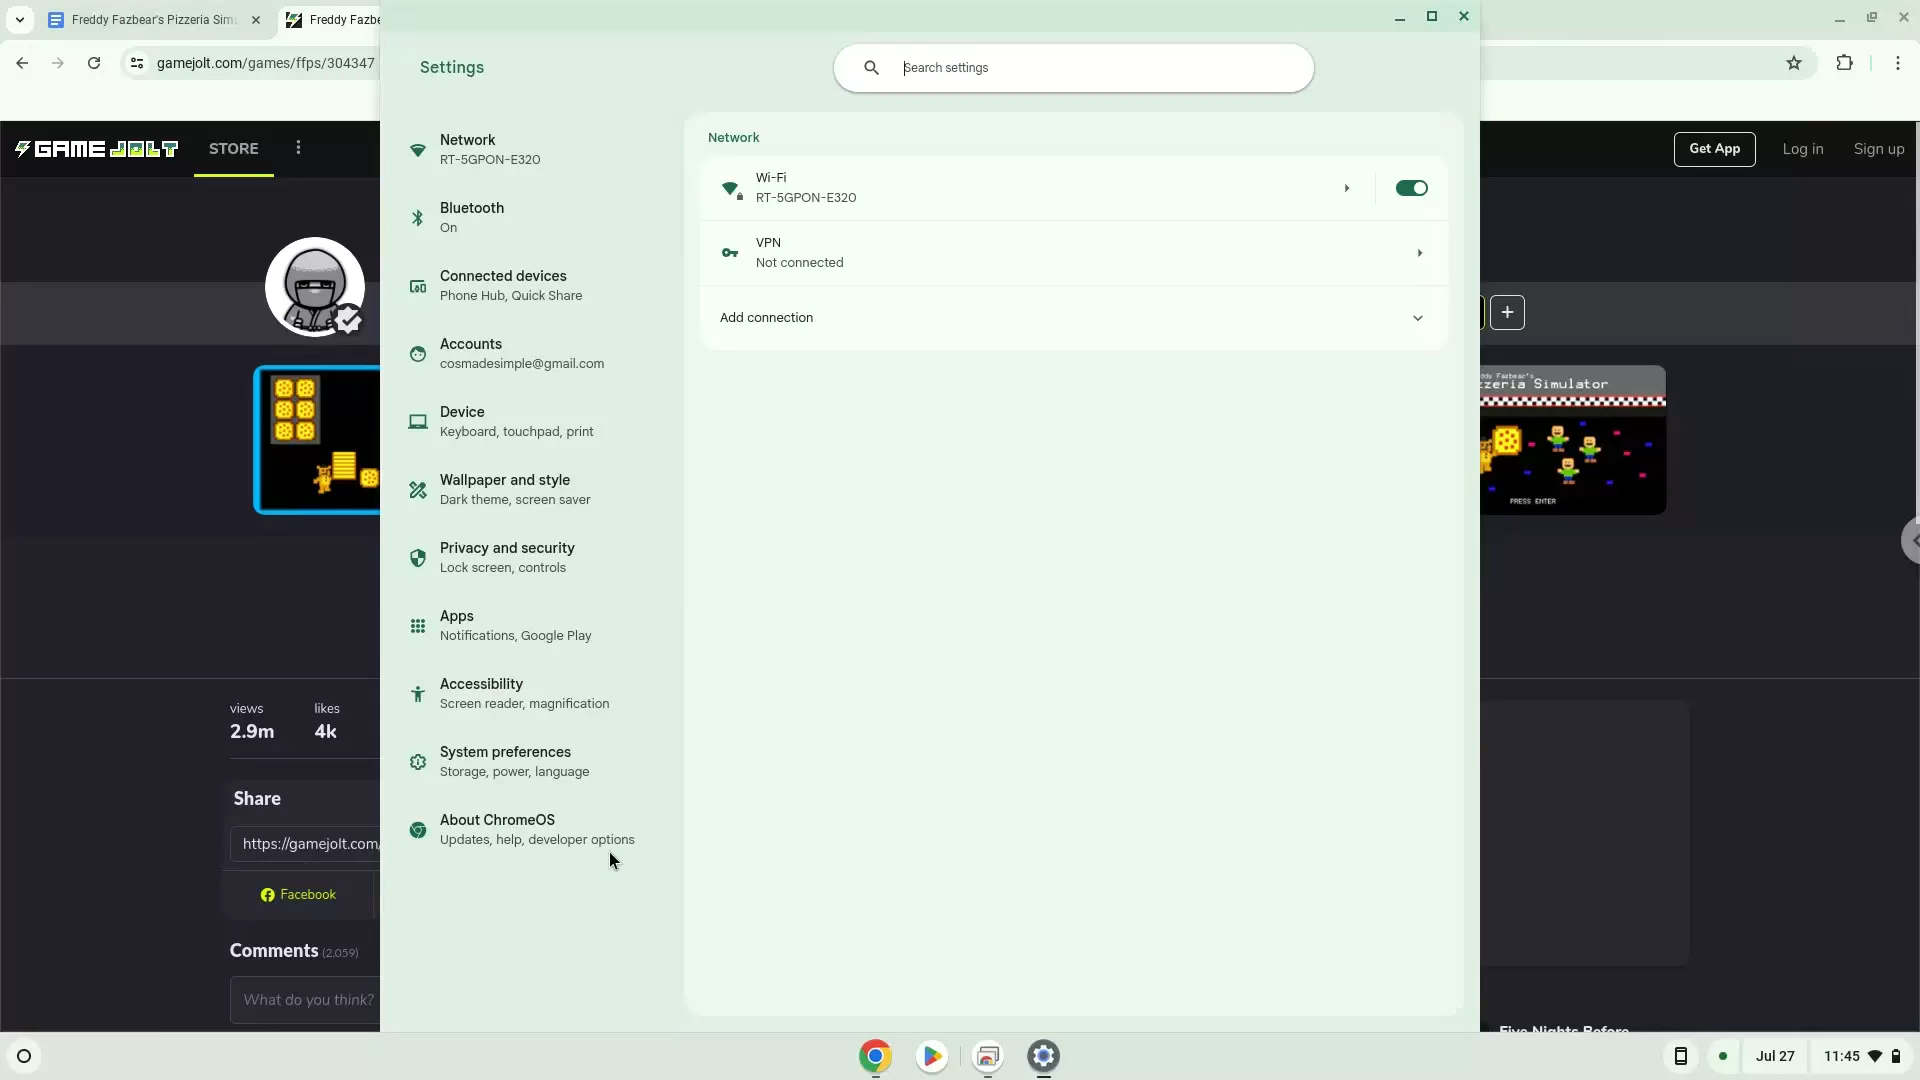 Freddy Fazbear's Pizzeria Sim
Freddy Fazbe
gamejolt.com/games/ffps/304347
Settings
Search settings
GAME JOLT
STORE
Get App
Log in
Sign up
Network
RT-5GPON-E320
Bluetooth
On
Connected devices
Phone Hub, Quick Share
Accounts
cosmadesimple@gmail.com
Device
Keyboard, touchpad, print
Wallpaper and style
Dark theme, screen saver
Privacy and security
Lock screen, controls
Apps
Notifications, Google Play
Accessibility
Screen reader, magnification
System preferences
Storage, power, language
About ChromeOS
Updates, help, developer options
Network
Wi-Fi
RT-5GPON-E320
VPN
Not connected
Add connection
ddy Fazbear's
zzeria Simulator
PRESS ENTER
views
2.9m
likes
4k
Share
https://gamejolt.com/
Facebook
Comments (2,059)
What do you think?
Five Nights Before
Jul 27
11:45